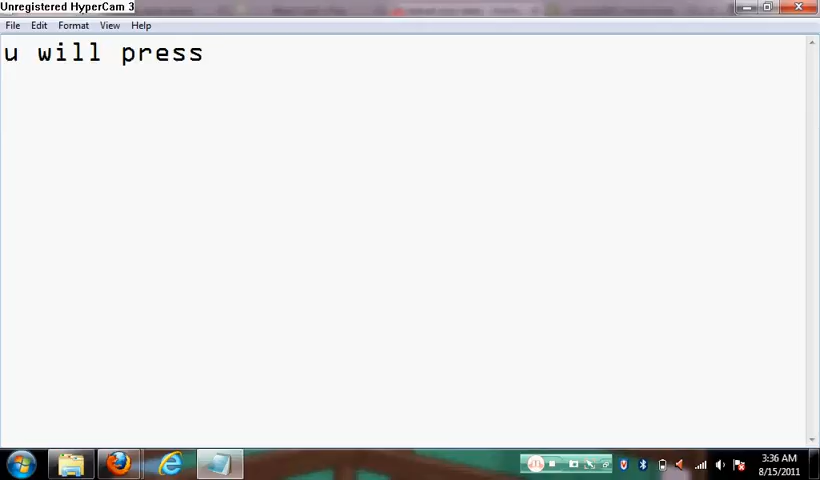 Unregistered HyperCam 3
File Edit Format View Help
u will press
3:36 AM
8/15/2011